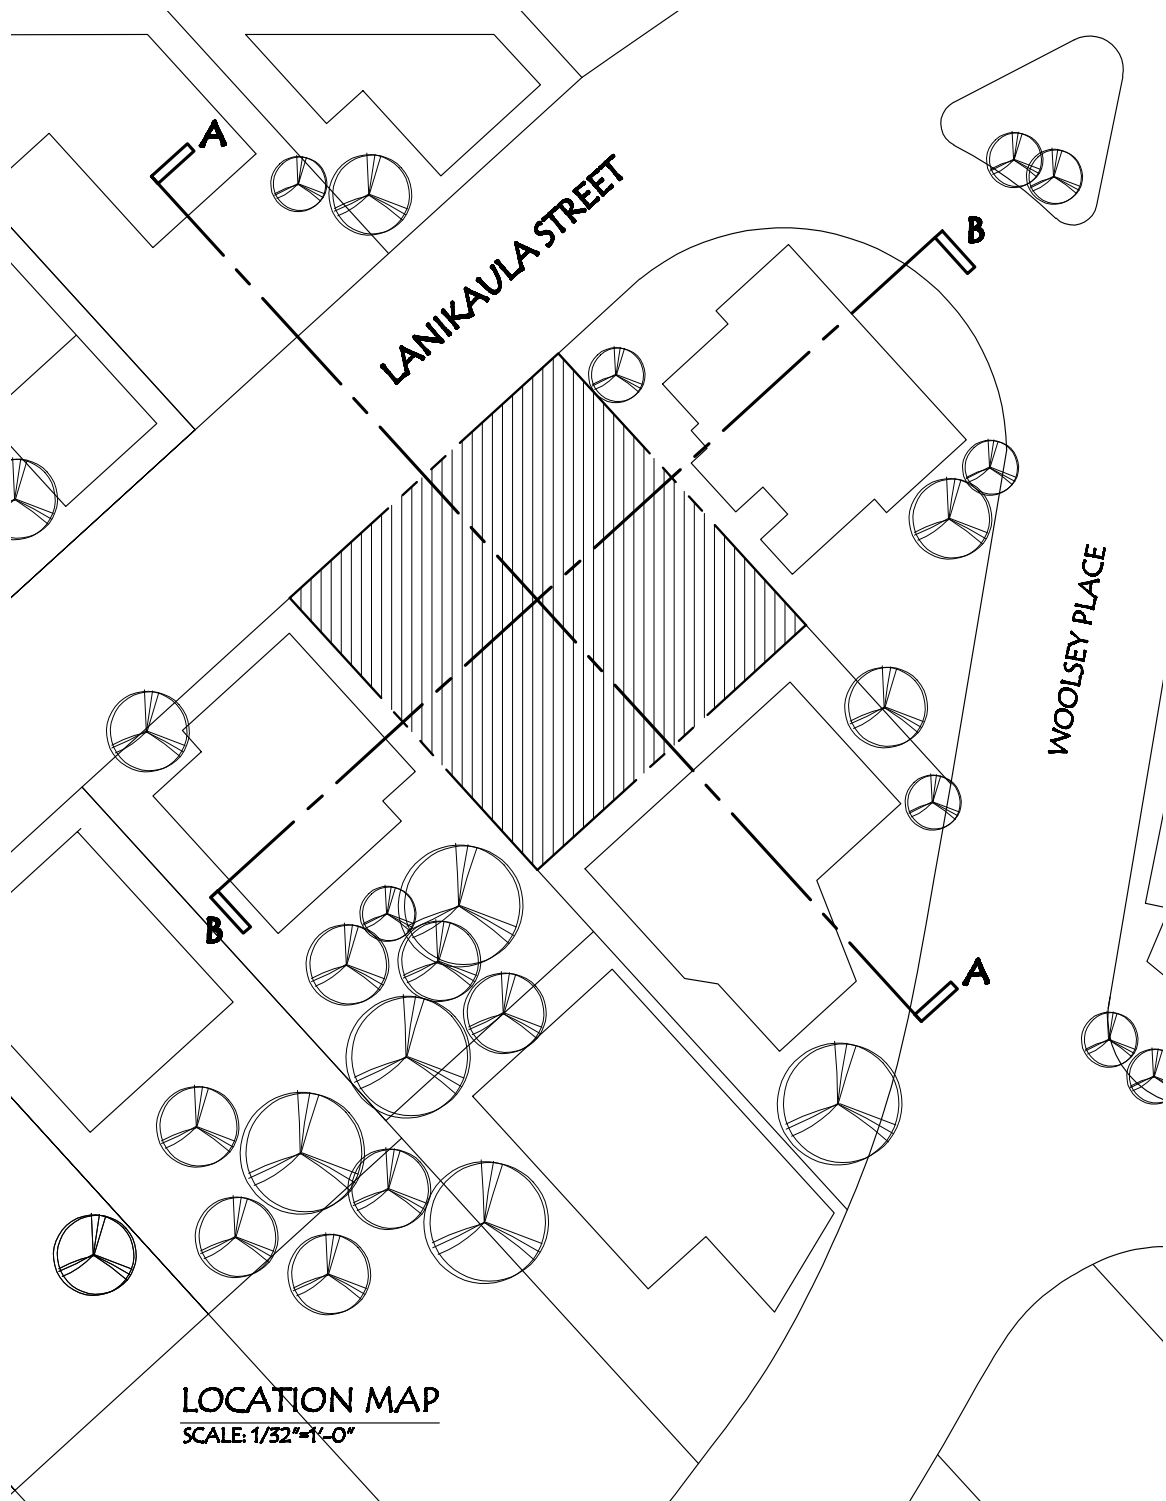 A
LANIKAULA STREET
B
WOOLSEY PLACE
B
A
LOCATION MAP
SCALE: 1/32"=1'-0"